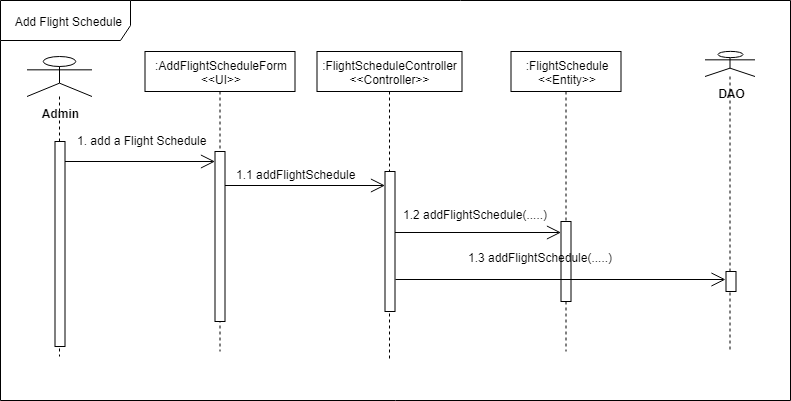 Add Flight Schedule
:AddFlightScheduleForm
<<UI>>
:FlightScheduleController
<<Controller>>
:FlightSchedule
<<Entity>>
DAO
Admin
1. add a Flight Schedule
1.1 addFlightSchedule
1.2 addFlightSchedule(.....)
1.3 addFlightSchedule(.....)